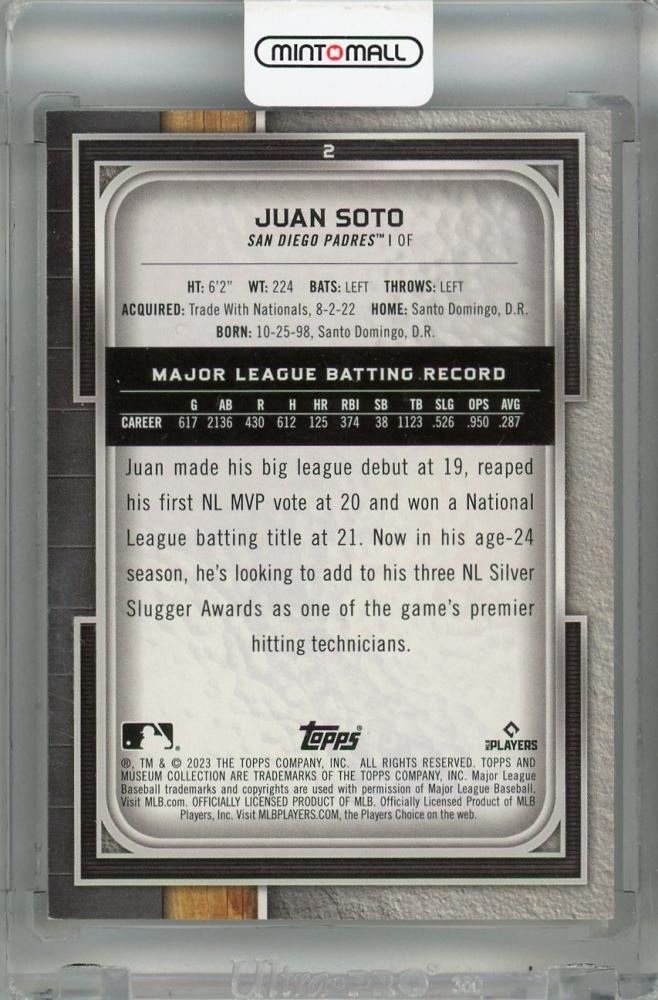 MINTOMALL
2
JUAN SOTO
SAN DIEGO PADRES™ | OF
HT: 6'2" WT: 224 BATS: LEFT THROWS: LEFT
ACQUIRED: Trade With Nationals, 8-2-22 HOME: Santo Domingo, D.R.
BORN: 10-25-98, Santo Domingo, D.R.
MAJOR LEAGUE BATTING RECORD
G AB R H HR RBI SB TB SLG OPS AVG
CAREER 617 2136 430 612 125 374 38 1123 .526 .950 .287
Juan made his big league debut at 19, reaped
his first NL MVP vote at 20 and won a National
League batting title at 21. Now in his age-24
season, he's looking to add to his three NL Silver
Slugger Awards as one of the game's premier
hitting technicians.
Topps®
MLB PLAYERS
®, TM & © 2023 THE TOPPS COMPANY, INC. ALL RIGHTS RESERVED. TOPPS AND
MUSEUM COLLECTION ARE TRADEMARKS OF THE TOPPS COMPANY, INC. Major League
Baseball trademarks and copyrights are used with permission of Major League Baseball.
Visit MLB.com. OFFICIALLY LICENSED PRODUCT OF MLB. Officially Licensed Product of MLB
Players, Inc. Visit MLBPLAYERS.COM, the Players Choice on the web.
Ultra·PRO®